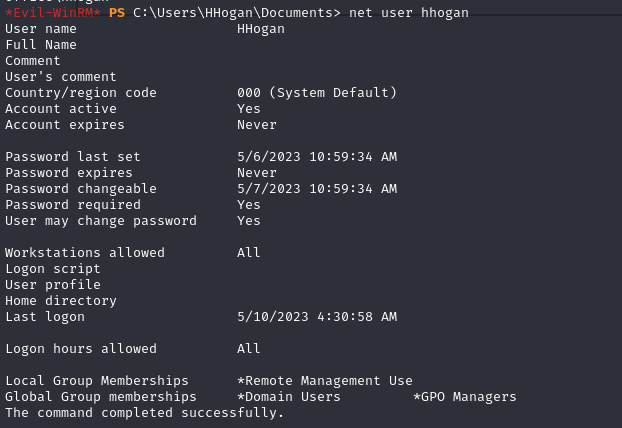 *Evil-WinRM* PS C:\Users\HHogan\Documents> net user hhogan
User name                    HHogan
Full Name
Comment
User's comment
Country/region code          000 (System Default)
Account active               Yes
Account expires              Never

Password last set            5/6/2023 10:59:34 AM
Password expires             Never
Password changeable          5/7/2023 10:59:34 AM
Password required            Yes
User may change password     Yes

Workstations allowed         All
Logon script
User profile
Home directory
Last logon                   5/10/2023 4:30:58 AM

Logon hours allowed          All

Local Group Memberships      *Remote Management Use
Global Group memberships     *Domain Users         *GPO Managers
The command completed successfully.